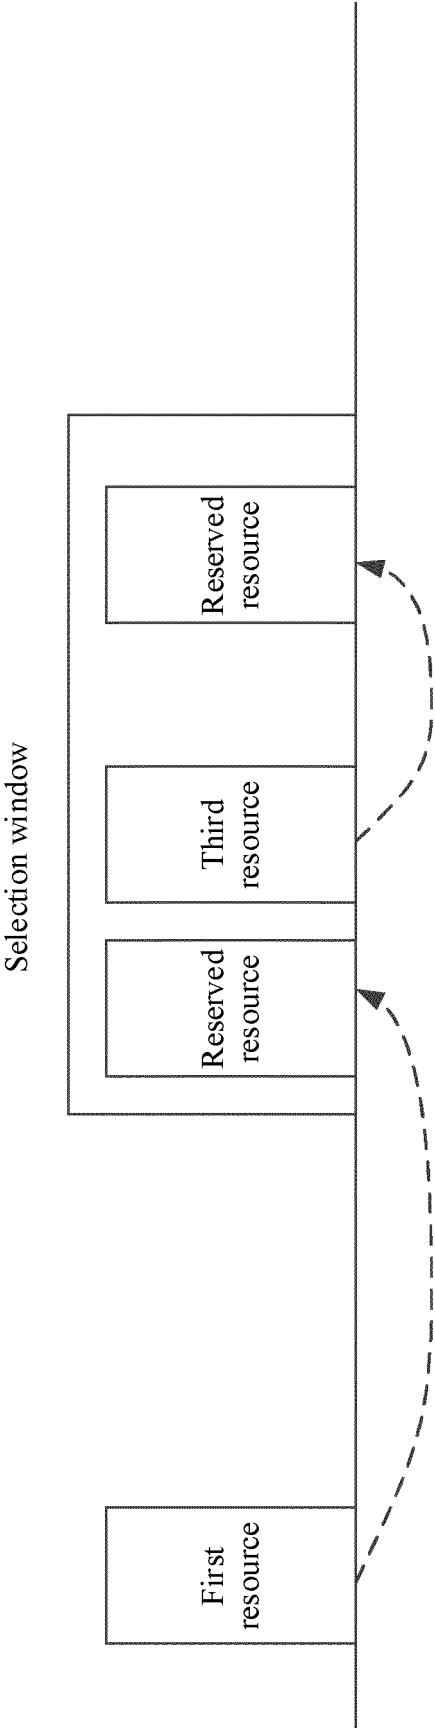 Selection window
First
resource
Reserved
resource
Third
resource
Reserved
resource